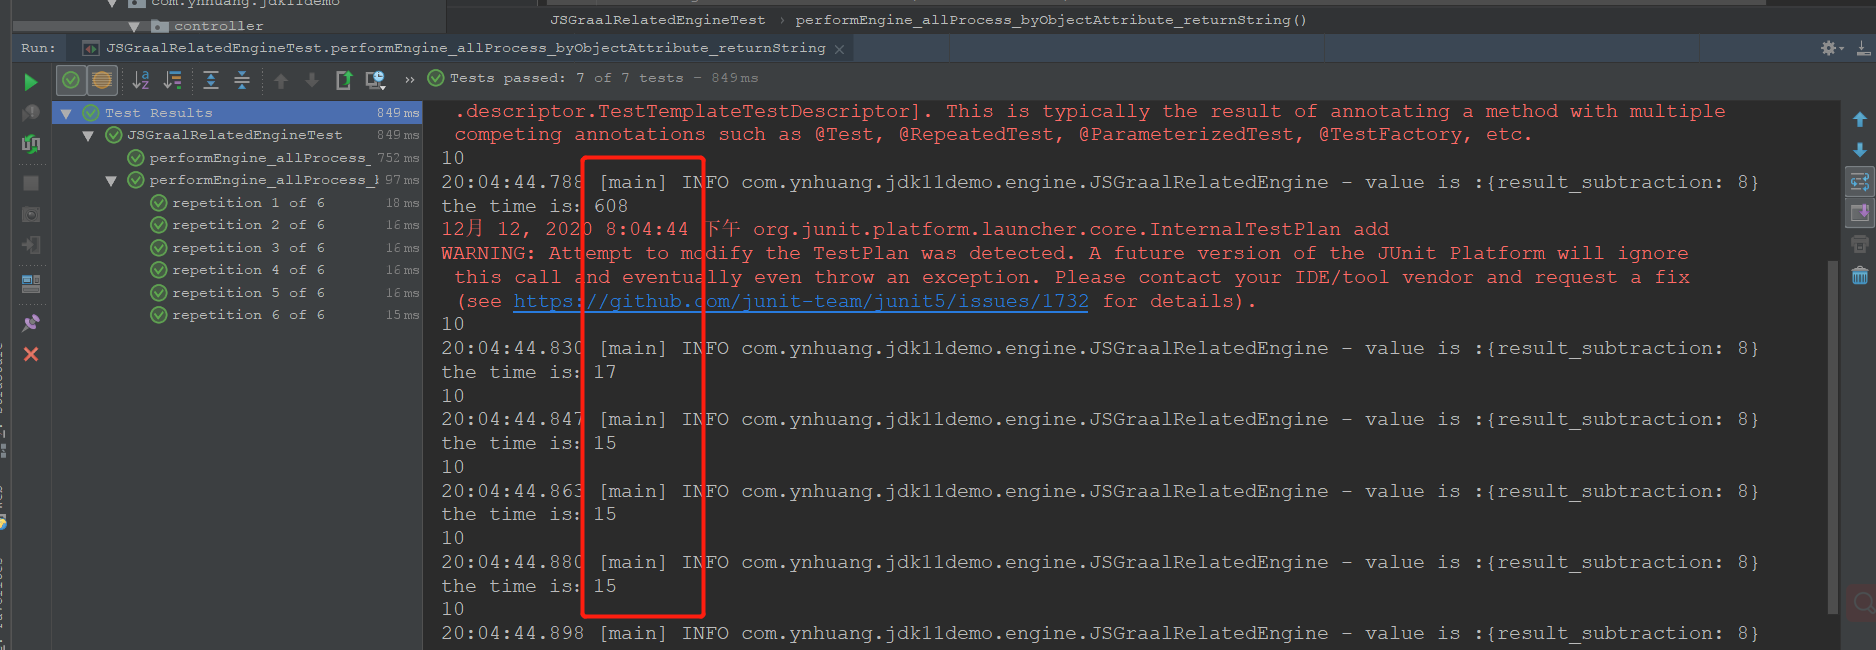 com.ynhuang.jdk11demo
controller
JSGraalRelatedEngineTest › performEngine_allProcess_byObjectAttribute_returnString()
Run: JSGraalRelatedEngineTest.performEngine_allProcess_byObjectAttribute_returnString ×
» Tests passed: 7 of 7 tests – 849 ms
Test Results 849 ms
JSGraalRelatedEngineTest 849 ms
performEngine_allProcess_ 752 ms
performEngine_allProcess_b 97 ms
repetition 1 of 6 18 ms
repetition 2 of 6 16 ms
repetition 3 of 6 16 ms
repetition 4 of 6 16 ms
repetition 5 of 6 16 ms
repetition 6 of 6 15 ms
.descriptor.TestTemplateTestDescriptor]. This is typically the result of annotating a method with multiple
competing annotations such as @Test, @RepeatedTest, @ParameterizedTest, @TestFactory, etc.
10
20:04:44.788 [main] INFO com.ynhuang.jdk11demo.engine.JSGraalRelatedEngine - value is :{result_subtraction: 8}
the time is: 608
12月 12, 2020 8:04:44 下午 org.junit.platform.launcher.core.InternalTestPlan add
WARNING: Attempt to modify the TestPlan was detected. A future version of the JUnit Platform will ignore
this call and eventually even throw an exception. Please contact your IDE/tool vendor and request a fix
(see https://github.com/junit-team/junit5/issues/1732 for details).
10
20:04:44.830 [main] INFO com.ynhuang.jdk11demo.engine.JSGraalRelatedEngine - value is :{result_subtraction: 8}
the time is: 17
10
20:04:44.847 [main] INFO com.ynhuang.jdk11demo.engine.JSGraalRelatedEngine - value is :{result_subtraction: 8}
the time is: 15
10
20:04:44.863 [main] INFO com.ynhuang.jdk11demo.engine.JSGraalRelatedEngine - value is :{result_subtraction: 8}
the time is: 15
10
20:04:44.880 [main] INFO com.ynhuang.jdk11demo.engine.JSGraalRelatedEngine - value is :{result_subtraction: 8}
the time is: 15
10
20:04:44.898 [main] INFO com.ynhuang.jdk11demo.engine.JSGraalRelatedEngine - value is :{result_subtraction: 8}